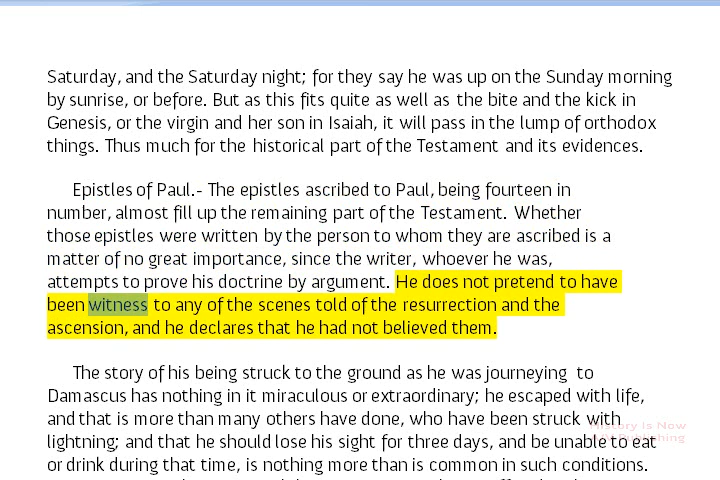 Saturday, and the Saturday night; for they say he was up on the Sunday morning
by sunrise, or before. But as this fits quite as well as the bite and the kick in
Genesis, or the virgin and her son in Isaiah, it will pass in the lump of orthodox
things. Thus much for the historical part of the Testament and its evidences.
Epistles of Paul.- The epistles ascribed to Paul, being fourteen in
number, almost fill up the remaining part of the Testament. Whether
those epistles were written by the person to whom they are ascribed is a
matter of no great importance, since the writer, whoever he was,
attempts to prove his doctrine by argument. He does not pretend to have
been witness to any of the scenes told of the resurrection and the
ascension, and he declares that he had not believed them.
The story of his being struck to the ground as he was journeying to
Damascus has nothing in it miraculous or extraordinary; he escaped with life,
and that is more than many others have done, who have been struck with
lightning; and that he should lose his sight for three days, and be unable to eat
or drink during that time, is nothing more than is common in such conditions.
History Is Now
Publishing